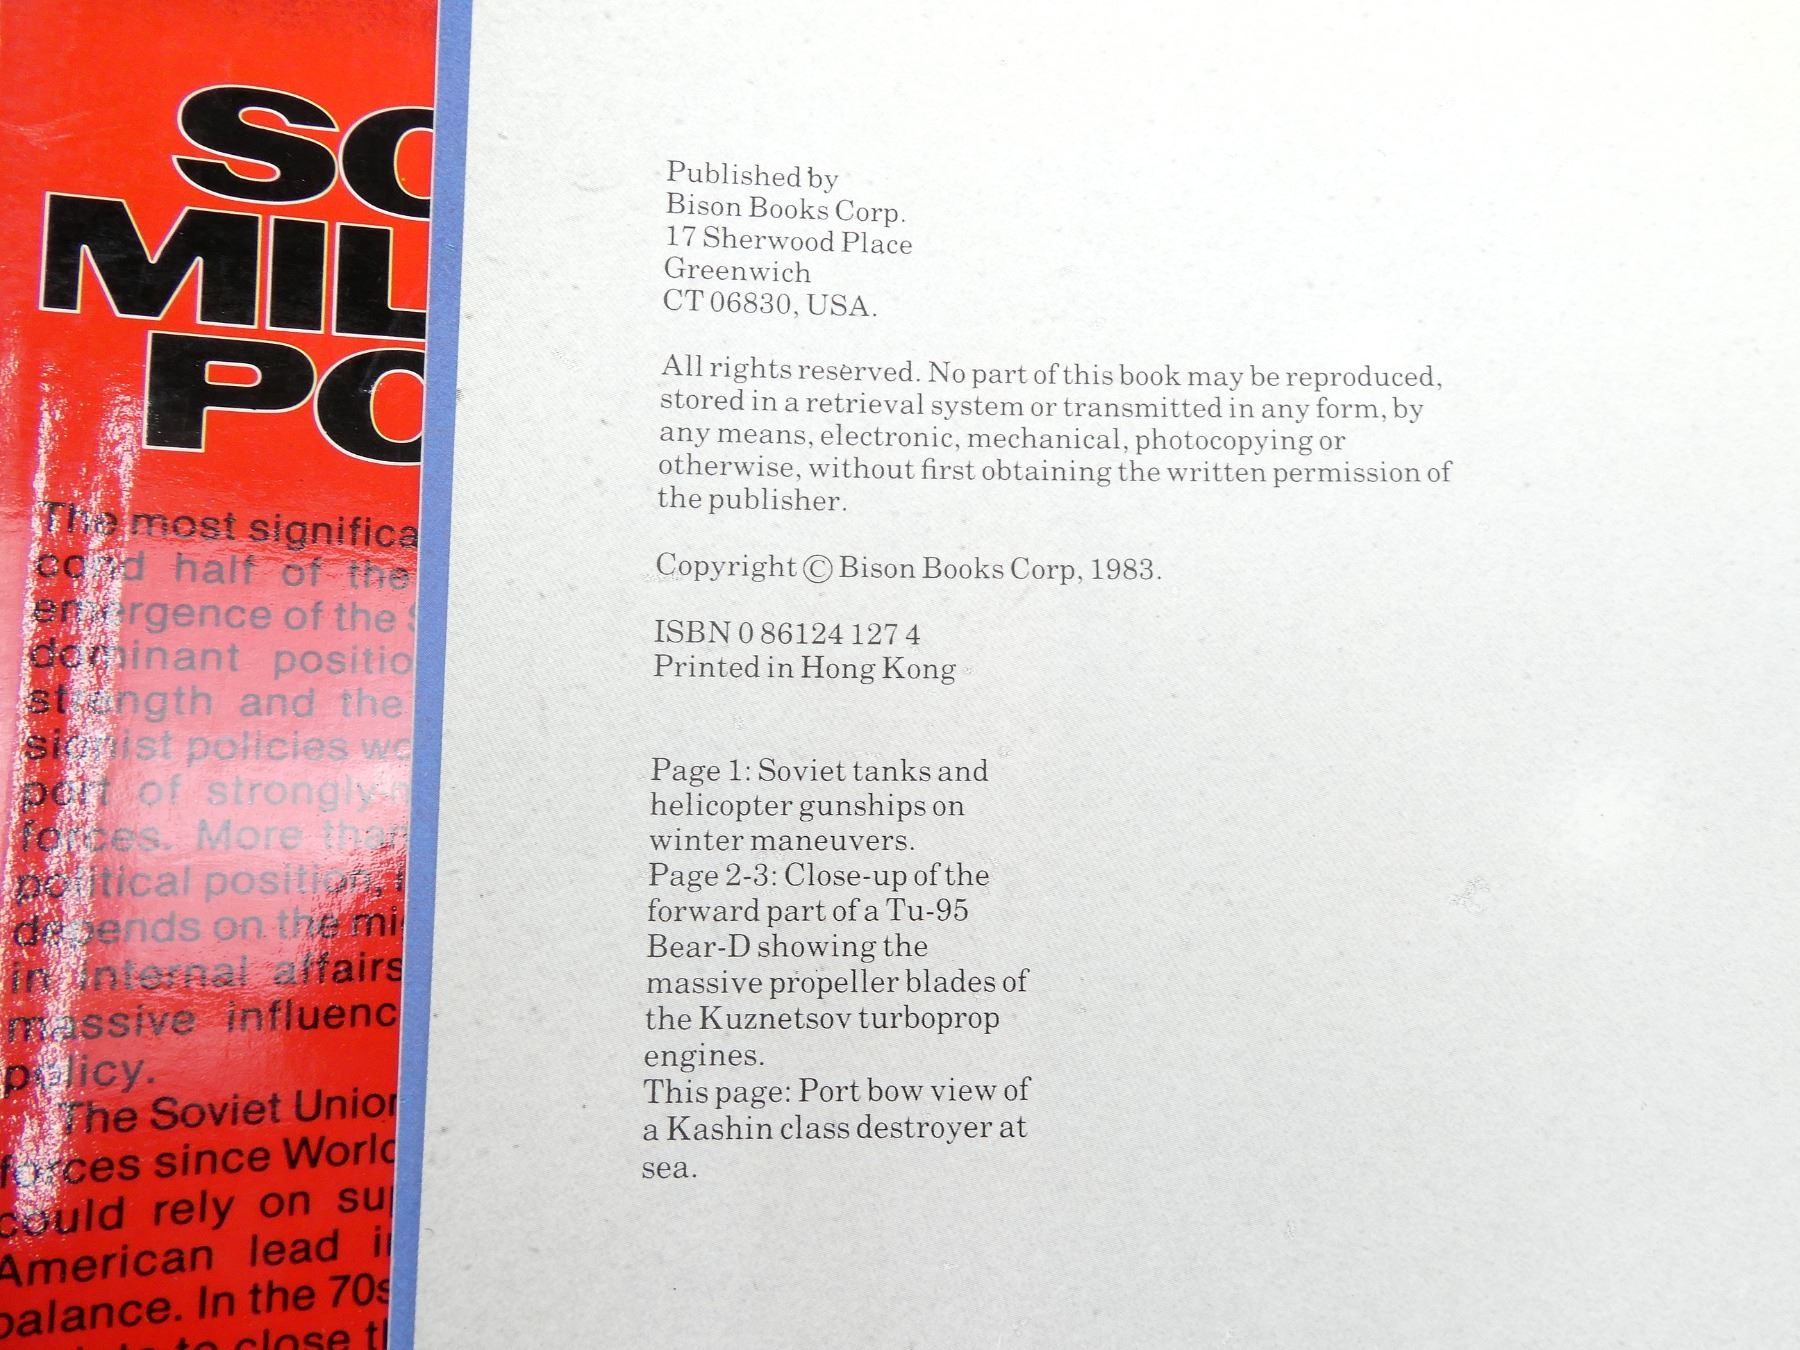 MIL
The most significa
cond half of the
emergence of the
dominant positio
strength and the
sionist policies wo
part of strongly-
forces. More than
political position,
depends on the mi
in internal affairs
massive influenc
policy.
The Soviet Union
forces since World
could rely on su
American lead i
balance. In the 70s
to close t
Published by
Bison Books Corp.
17 Sherwood Place
Greenwich
CT 06830, USA.
All rights reserved. No part of this book may be reproduced,
stored in a retrieval system or transmitted in any form, by
any means, electronic, mechanical, photocopying or
otherwise, without first obtaining the written permission of
the publisher.
Copyright © Bison Books Corp, 1983.
ISBN 0 86124 127 4
Printed in Hong Kong
Page 1: Soviet tanks and
helicopter gunships on
winter maneuvers.
Page 2-3: Close-up of the
forward part of a Tu-95
Bear-D showing the
massive propeller blades of
the Kuznetsov turboprop
engines.
This page: Port bow view of
a Kashin class destroyer at
sea.